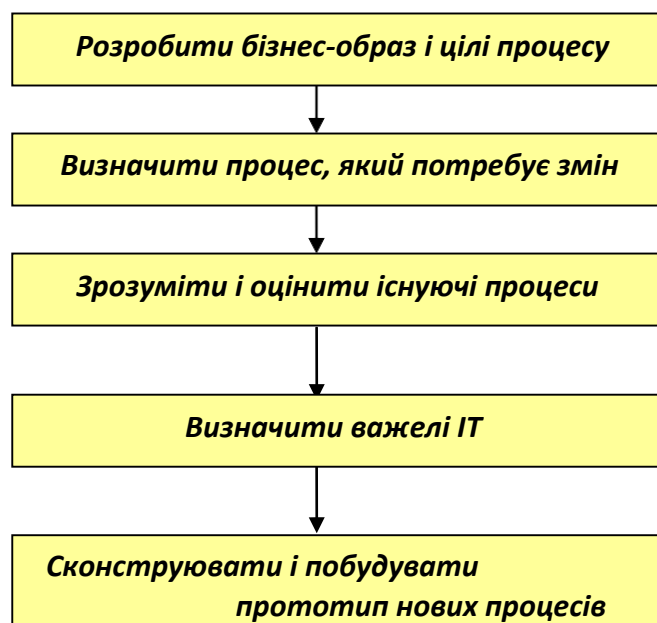 Розробити бізнес-образ і цілі процесу
Визначити процес, який потребує змін
Зрозуміти і оцінити існуючі процеси
Визначити важелі ІТ
Сконструювати і побудувати
прототип нових процесів